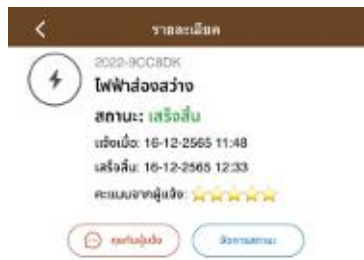 รายละเอียด
2022-9CC8DK
ไฟฟ้าส่องสว่าง
สถานะ: เสร็จสิ้น
แจ้งเมื่อ: 16-12-2565 11:48
เสร็จสิ้น: 16-12-2565 12:33
คะแนนจากผู้แจ้ง:
คุยกับผู้แจ้ง
จัดการสถานะ